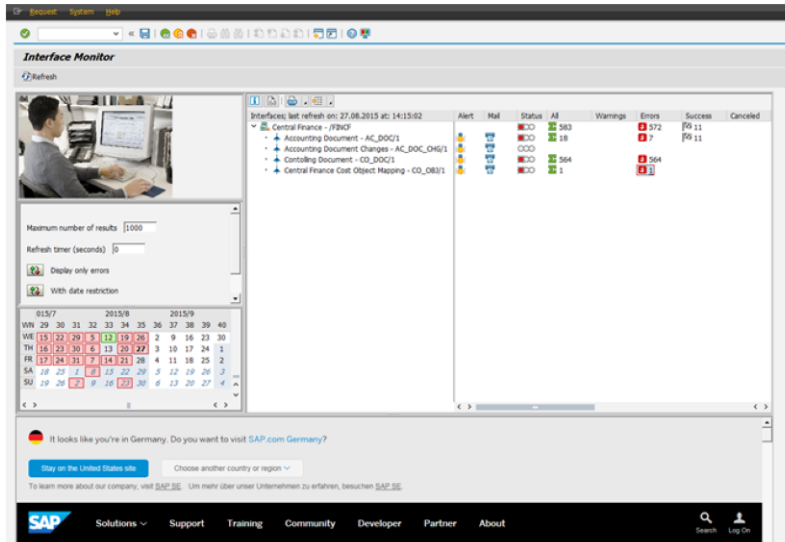 Request System Help
Interface Monitor
Refresh
Interfaces; last refresh on: 27.08.2015 at: 14:15:02 Alert Mail Status All Warnings Errors Success Canceled
Central Finance - /FINCF 583 572 11
Accounting Document - AC_DOC/1 18 7 11
Accounting Document Changes - AC_DOC_CHG/1
Contolling Document - CO_DOC/1 564 564
Central Finance Cost Object Mapping - CO_OBJ/1 1 1
Maximum number of results 1000
Refresh timer (seconds) 0
Display only errors
With date restriction
015/7 2015/8 2015/9
WN 29 30 31 32 33 34 35 36 37 38 39 40
WE 15 22 29 5 12 19 26 2 9 16 23 30
TH 16 23 30 6 13 20 27 3 10 17 24 1
FR 17 24 31 7 14 21 28 4 11 18 25 2
SA 18 25 1 8 15 22 29 5 12 19 26 3
SU 19 26 2 9 16 23 30 6 13 20 27 4
It looks like you're in Germany. Do you want to visit SAP.com Germany?
Stay on the United States site Choose another country or region
To learn more about our company, visit SAP SE. Um mehr über unser Unternehmen zu erfahren, besuchen SAP SE.
SAP Solutions Support Training Community Developer Partner About Search Log On